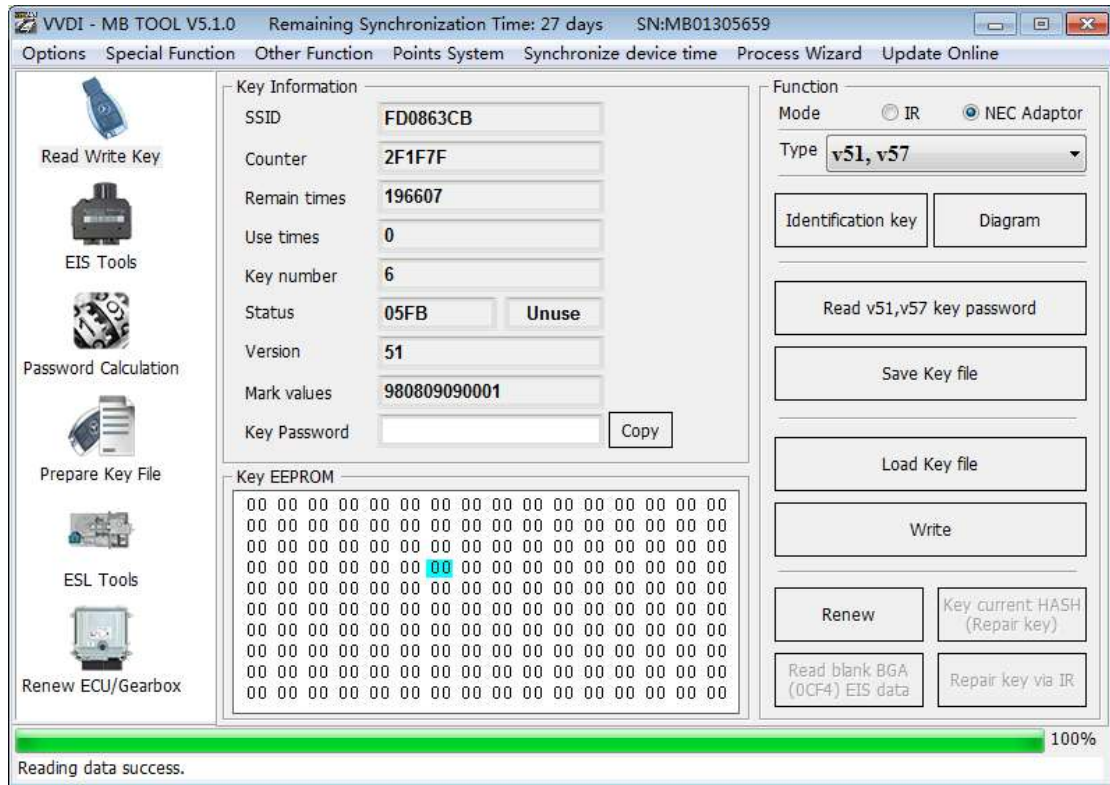 VVDI - MB TOOL V5.1.0 Remaining Synchronization Time: 27 days SN:MB01305659
Options Special Function Other Function Points System Synchronize device time Process Wizard Update Online
Read Write Key
EIS Tools
Password Calculation
Prepare Key File
ESL Tools
Renew ECU/Gearbox
Key Information
SSID FD0863CB
Counter 2F1F7F
Remain times 196607
Use times 0
Key number 6
Status 05FB Unuse
Version 51
Mark values 980809090001
Key Password Copy
Key EEPROM
00 00 00 00 00 00 00 00 00 00 00 00 00 00 00 00
00 00 00 00 00 00 00 00 00 00 00 00 00 00 00 00
00 00 00 00 00 00 00 00 00 00 00 00 00 00 00 00
00 00 00 00 00 00 00 00 00 00 00 00 00 00 00 00
00 00 00 00 00 00 00 00 00 00 00 00 00 00 00 00
00 00 00 00 00 00 00 00 00 00 00 00 00 00 00 00
00 00 00 00 00 00 00 00 00 00 00 00 00 00 00 00
00 00 00 00 00 00 00 00 00 00 00 00 00 00 00 00
00 00 00 00 00 00 00 00 00 00 00 00 00 00 00 00
00 00 00 00 00 00 00 00 00 00 00 00 00 00 00 00
Function
Mode IR NEC Adaptor
Type v51, v57
Identification key Diagram
Read v51,v57 key password
Save Key file
Load Key file
Write
Renew
Key current HASH
(Repair key)
Read blank BGA
(0CF4) EIS data
Repair key via IR
100%
Reading data success.